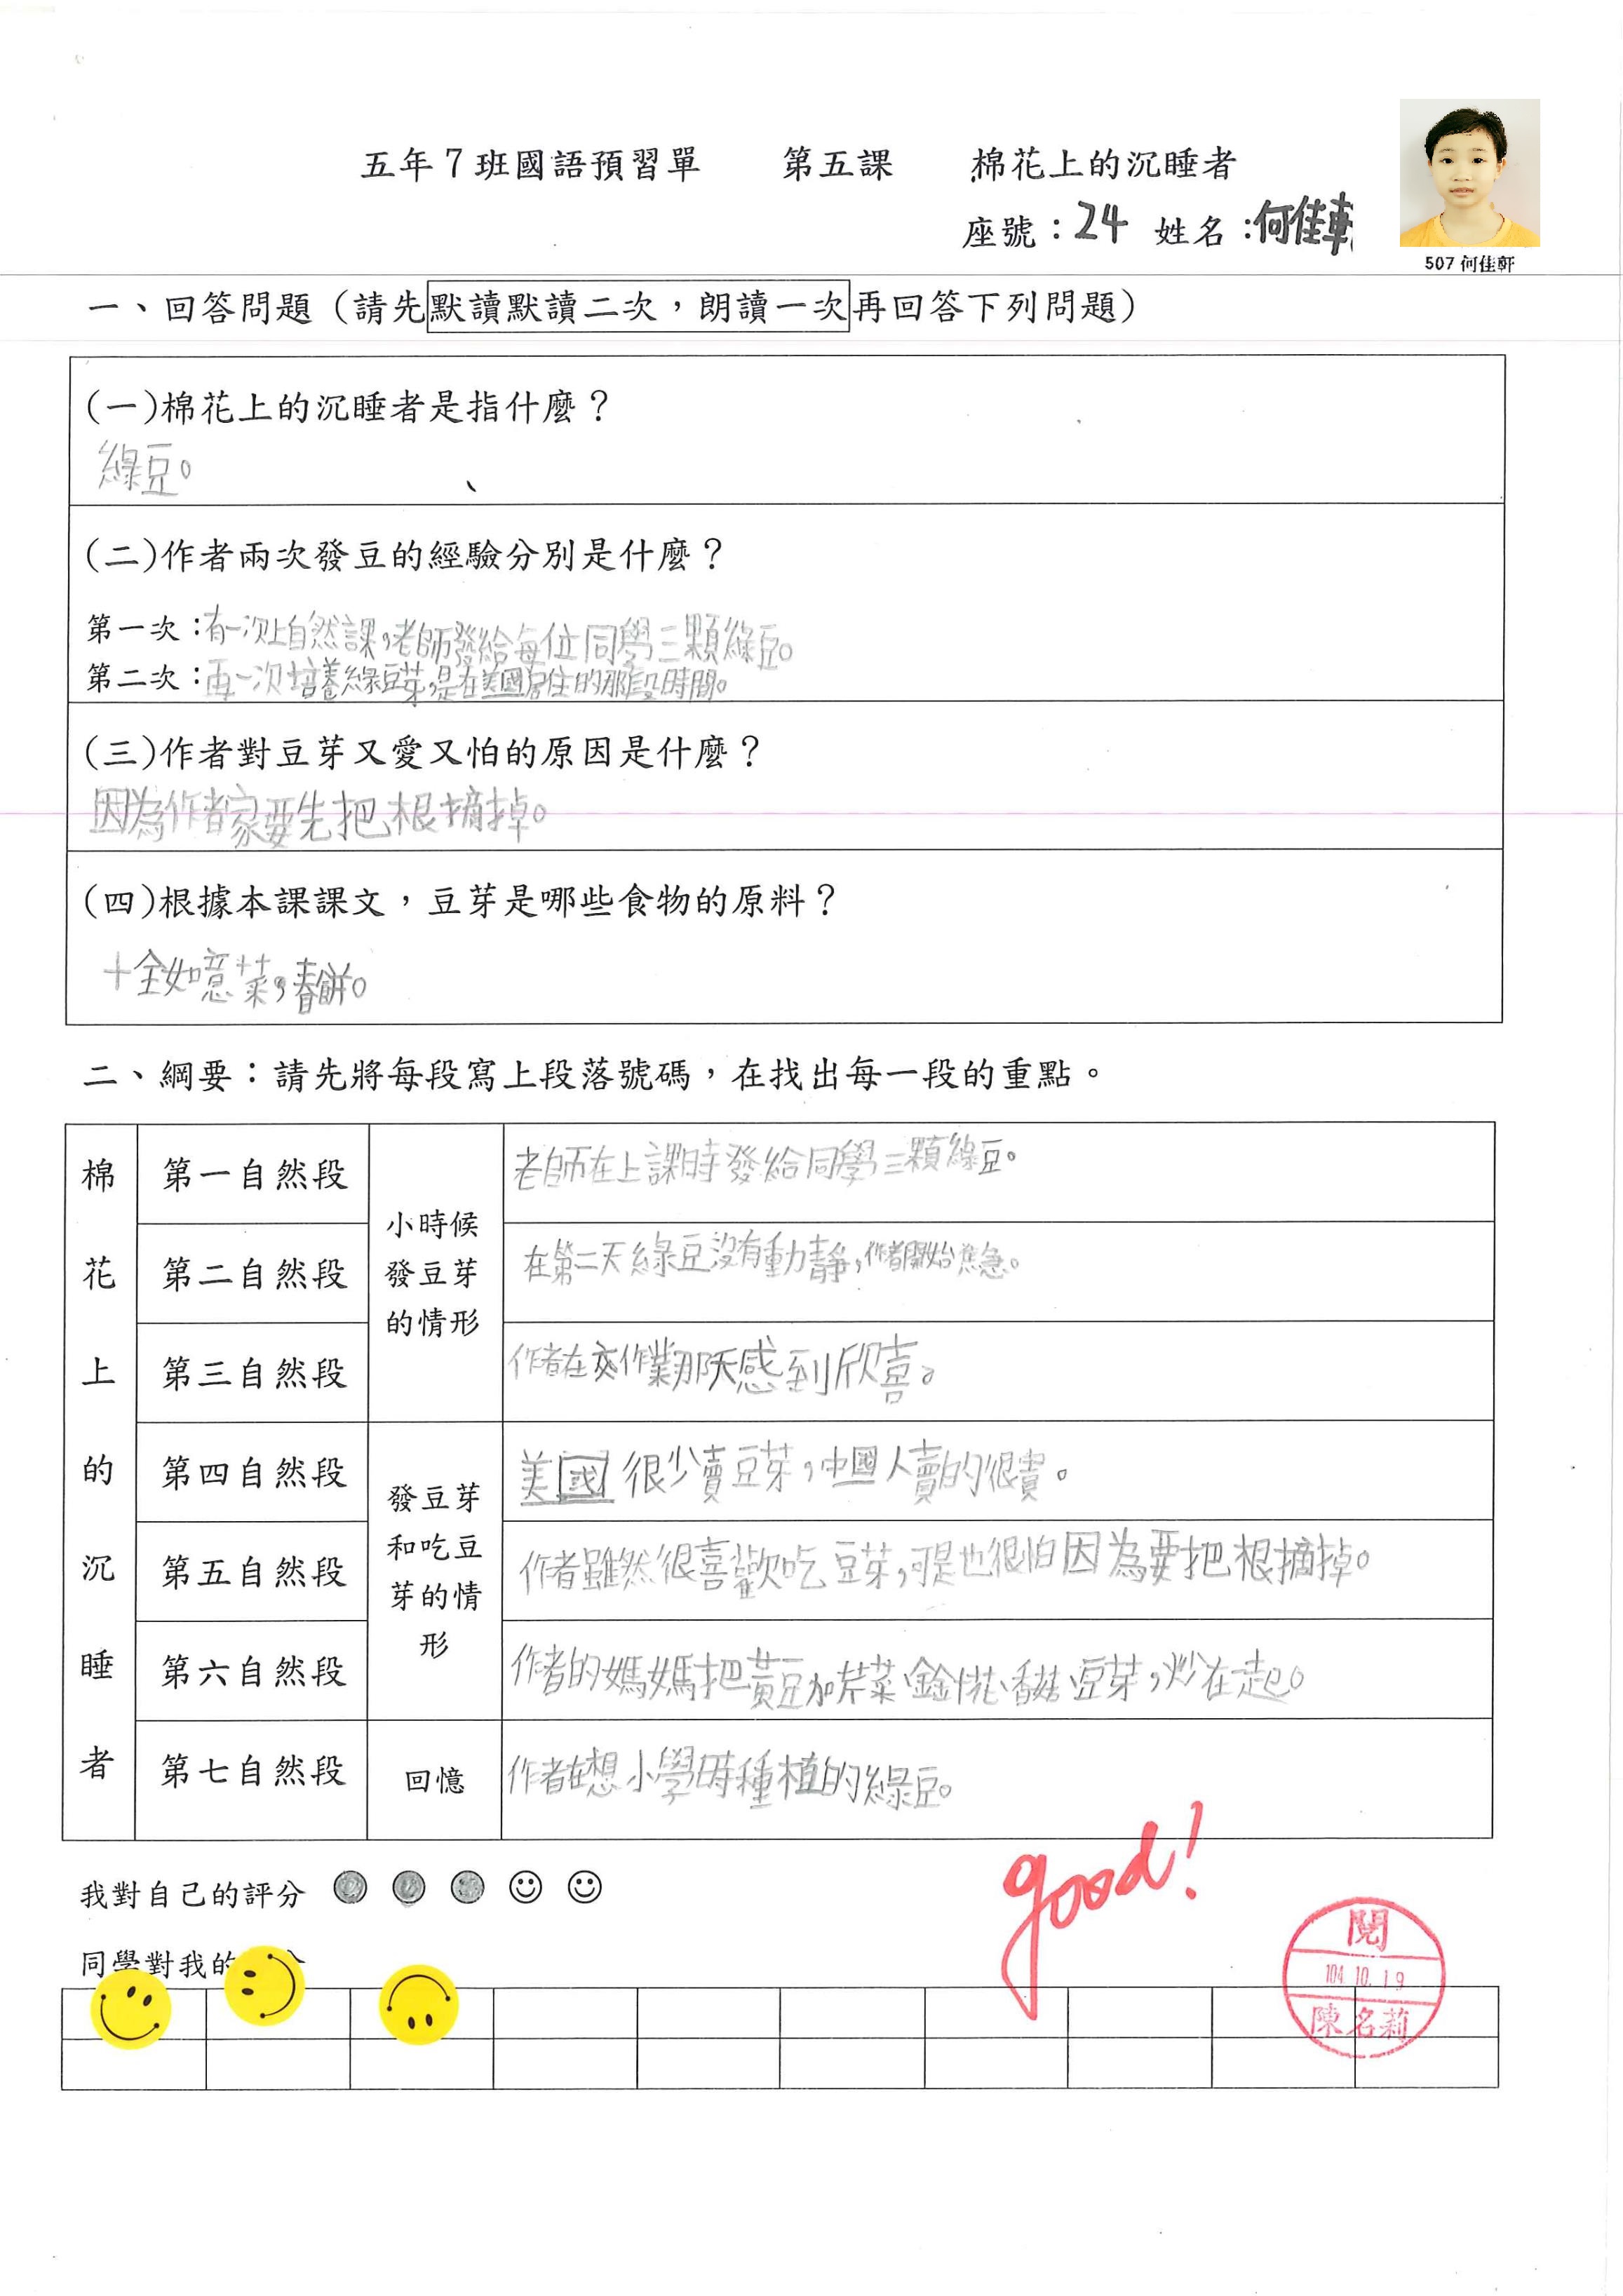 五年7班國語預習單　　第五課　　棉花上的沉睡者
座號：24 姓名：何佳軒
507 何佳軒
一、回答問題（請先默讀默讀二次，朗讀一次再回答下列問題）
(一)棉花上的沉睡者是指什麼？
綠豆。
(二)作者兩次發豆的經驗分別是什麼？
第一次：有一次上自然課，老師發給每位同學三顆綠豆。
第二次：再一次培養綠豆芽，是在美國居住的那段時間。
(三)作者對豆芽又愛又怕的原因是什麼？
因為作者家要先把根摘掉。
(四)根據本課課文，豆芽是哪些食物的原料？
十全如意菜，春餅。
二、綱要：請先將每段寫上段落號碼，在找出每一段的重點。
棉花上的沉睡者
小時候發豆芽的情形
第一自然段 老師在上課時發給同學三顆綠豆。
第二自然段 在第二天綠豆沒有動靜，作者開始焦急。
第三自然段 作者在交作業那天感到欣喜。
發豆芽和吃豆芽的情形
第四自然段 美國很少賣豆芽，中國人賣的很貴。
第五自然段 作者雖然很喜歡吃豆芽，可是也很怕因為要把根摘掉。
第六自然段 作者的媽媽把黃豆加芹菜、金針花、香菇、豆芽，炒在一起。
第七自然段 回憶 作者在想小學時種植的綠豆。
我對自己的評分
同學對我的
good!
閱
104.10.19
陳名莉